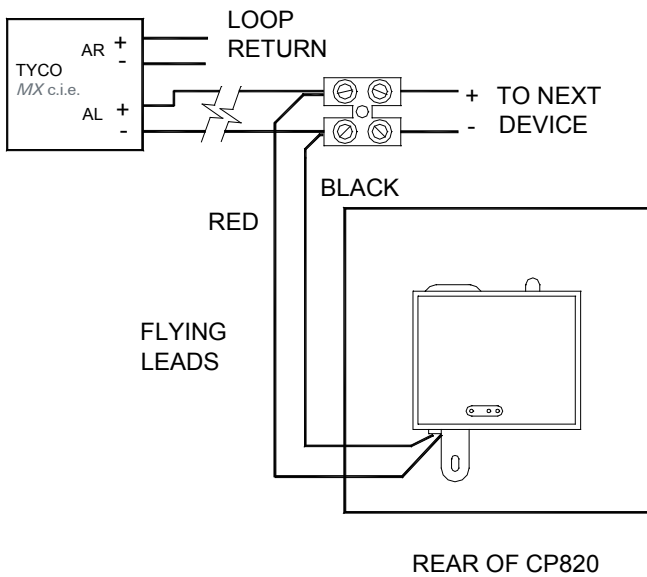 LOOP
RETURN
AR + -
TYCO
MX c.i.e.
AL + -
+ TO NEXT
- DEVICE
BLACK
RED
FLYING
LEADS
REAR OF CP820